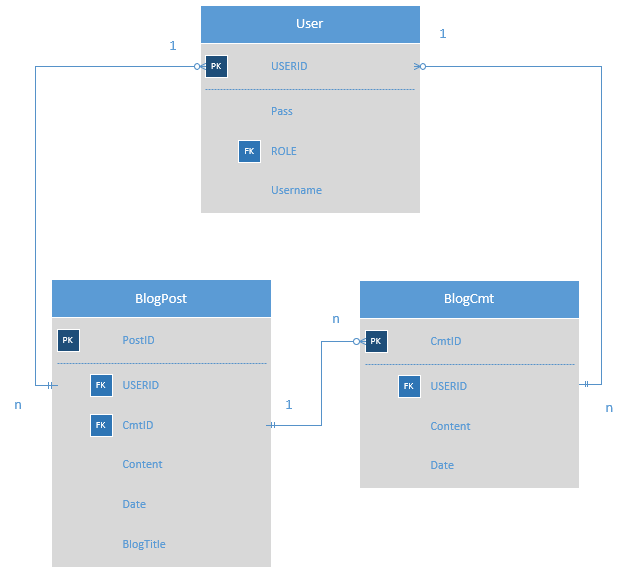 User
1
1
PK USERID
Pass
FK ROLE
Username
BlogPost
BlogCmt
n
PK PostID
PK CmtID
FK USERID
FK USERID
n
1
n
FK CmtID
Content
Content
Date
Date
BlogTitle